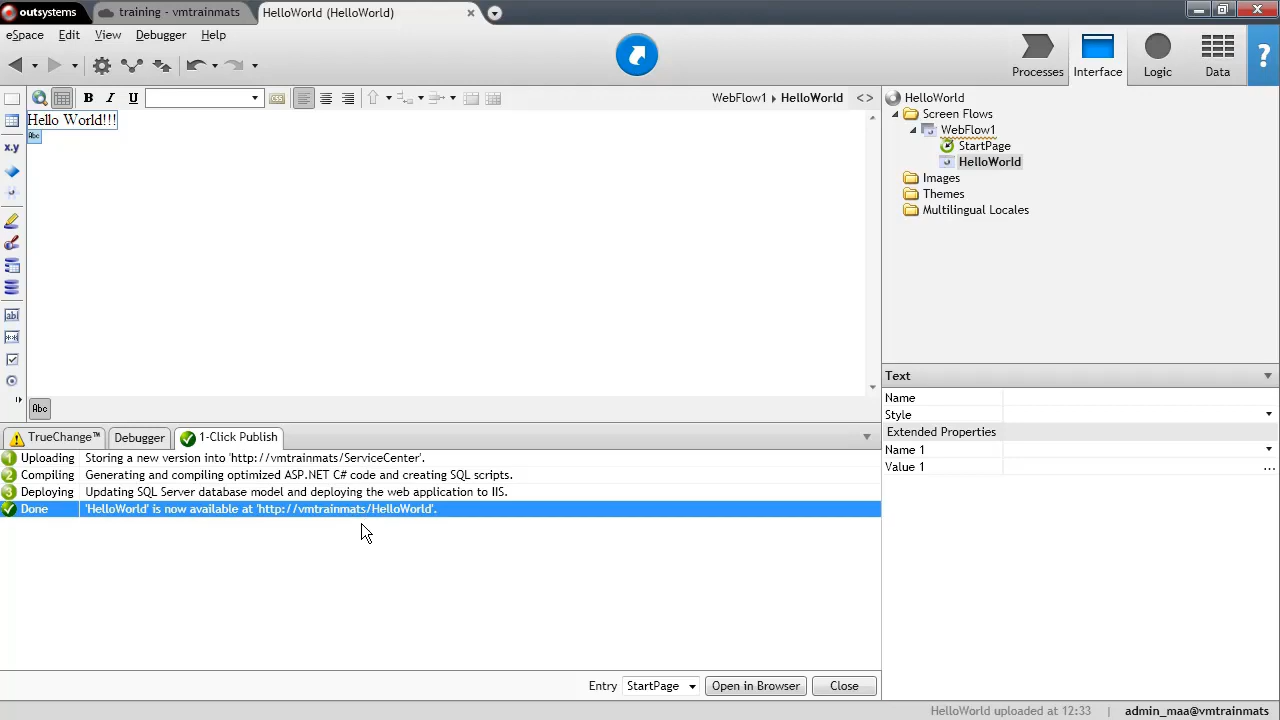 outsystems
training - vmtrainmats
HelloWorld (HelloWorld)
eSpace Edit View Debugger Help
Processes Interface Logic Data ?
B I U
WebFlow1 HelloWorld <>
Hello World!!!
Abc
x.y
HelloWorld
Screen Flows
WebFlow1
StartPage
HelloWorld
Images
Themes
Multilingual Locales
Text
Name
Style
Extended Properties
Name 1
Value 1 ...
Abc
TrueChange™ Debugger 1-Click Publish
1 Uploading Storing a new version into 'http://vmtrainmats/ServiceCenter'.
2 Compiling Generating and compiling optimized ASP.NET C# code and creating SQL scripts.
3 Deploying Updating SQL Server database model and deploying the web application to IIS.
Done 'HelloWorld' is now available at 'http://vmtrainmats/HelloWorld'.
Entry StartPage Open in Browser Close
HelloWorld uploaded at 12:33 | admin_maa@vmtrainmats